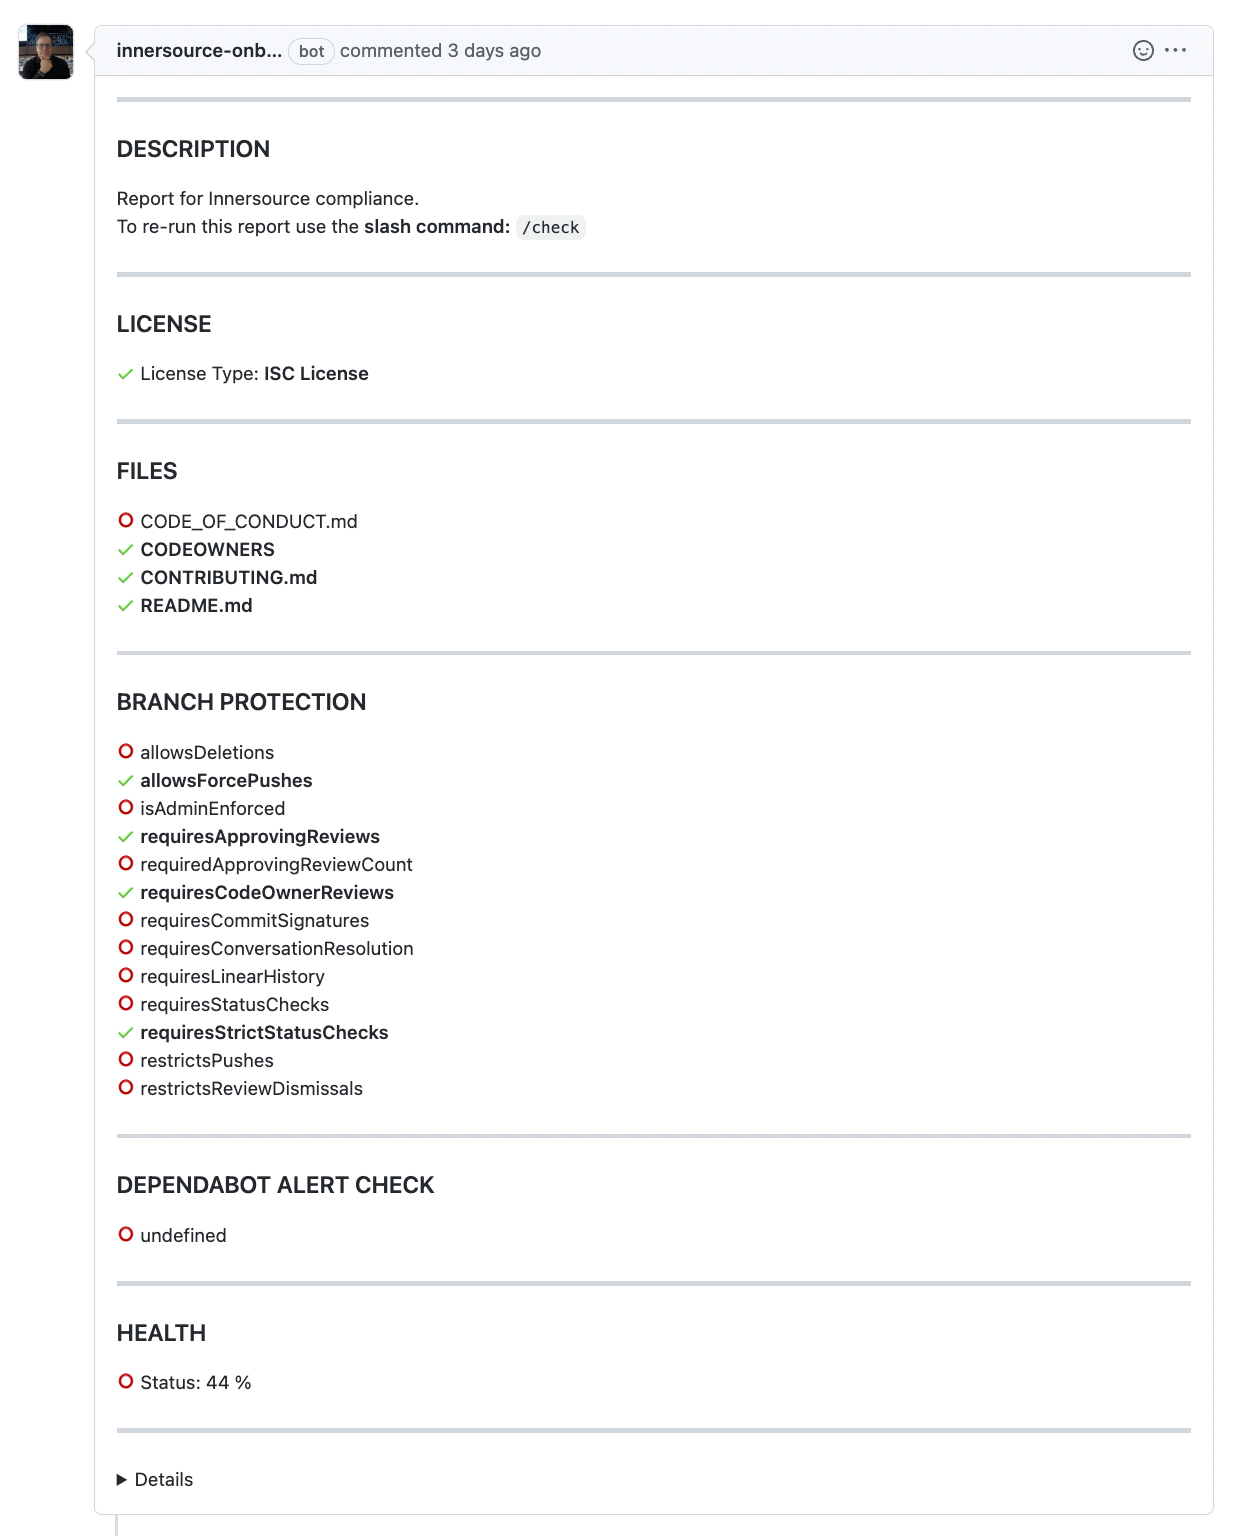 innersource-onb... bot commented 3 days ago
DESCRIPTION
Report for Innersource compliance.
To re-run this report use the slash command: /check
LICENSE
License Type: ISC License
FILES
CODE_OF_CONDUCT.md
CODEOWNERS
CONTRIBUTING.md
README.md
BRANCH PROTECTION
allowsDeletions
allowsForcePushes
isAdminEnforced
requiresApprovingReviews
requiredApprovingReviewCount
requiresCodeOwnerReviews
requiresCommitSignatures
requiresConversationResolution
requiresLinearHistory
requiresStatusChecks
requiresStrictStatusChecks
restrictsPushes
restrictsReviewDismissals
DEPENDABOT ALERT CHECK
undefined
HEALTH
Status: 44 %
Details